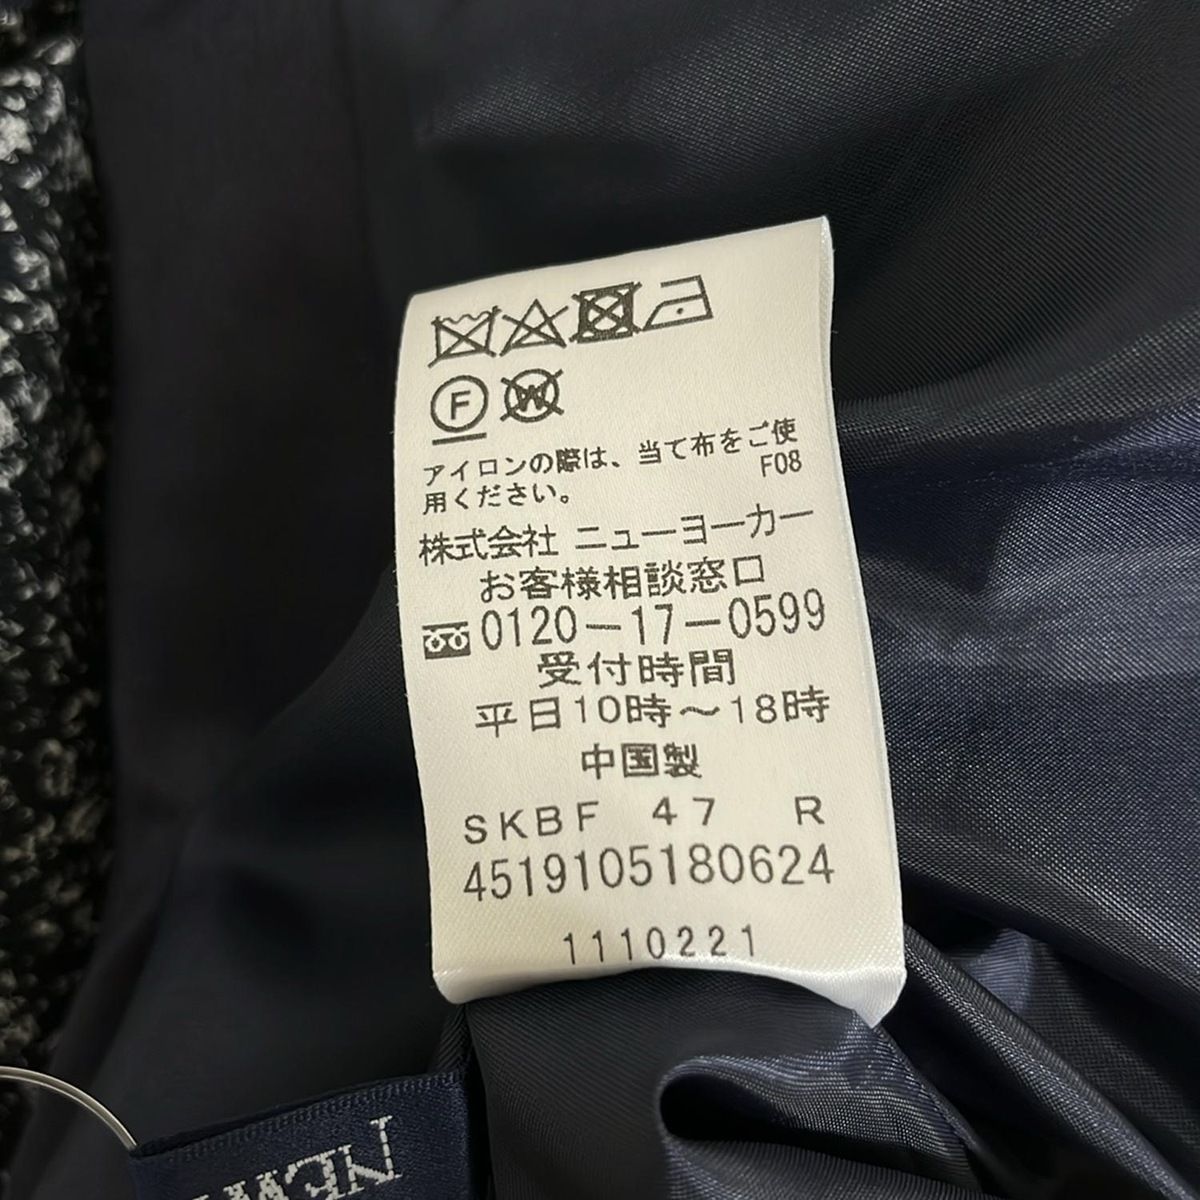 F W
アイロンの際は、当て布をご使
用ください。 F08
株式会社 ニューヨーカー
お客様相談窓口
0120-17-0599
受付時間
平日10時〜18時
中国製
SKBF 47 R
4519105180624
1110221
NEW